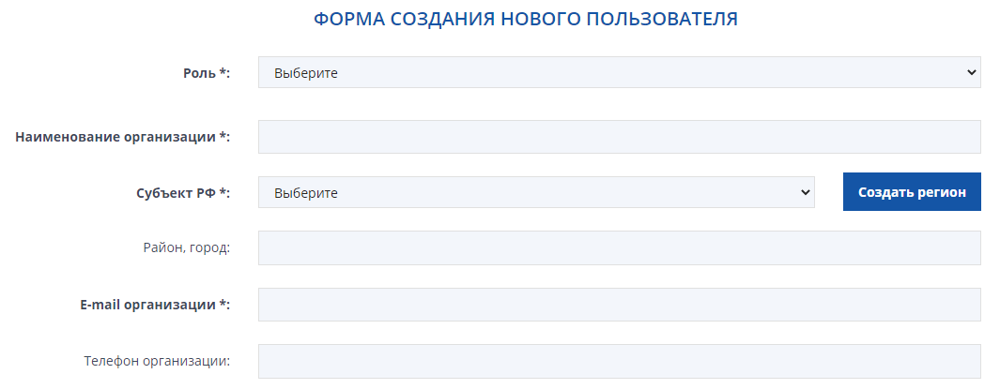 ФОРМА СОЗДАНИЯ НОВОГО ПОЛЬЗОВАТЕЛЯ
Роль *: Выберите
Наименование организации *:
Субъект РФ *: Выберите Создать регион
Район, город:
E-mail организации *:
Телефон организации: